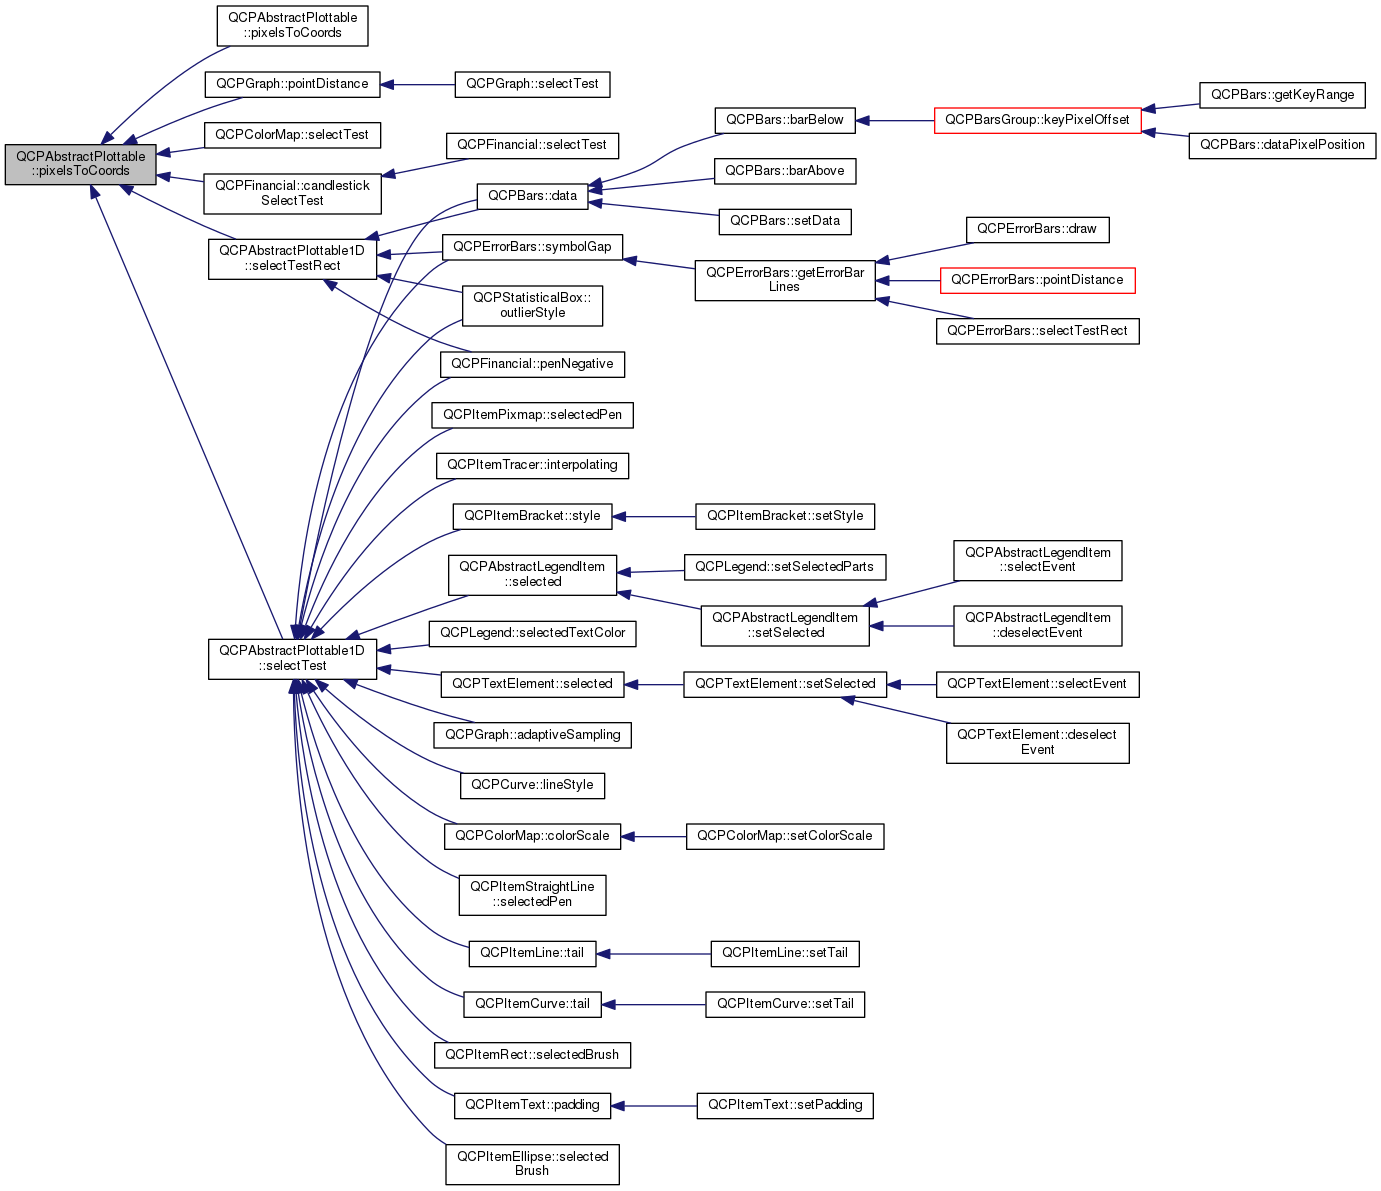 QCPAbstractPlottable
::pixelsToCoords
QCPAbstractPlottable
::pixelsToCoords
QCPGraph::pointDistance
QCPGraph::selectTest
QCPColorMap::selectTest
QCPFinancial::candlestick
SelectTest
QCPFinancial::selectTest
QCPAbstractPlottable1D
::selectTestRect
QCPBars::data
QCPBars::barBelow
QCPBarsGroup::keyPixelOffset
QCPBars::getKeyRange
QCPBars::dataPixelPosition
QCPBars::barAbove
QCPBars::setData
QCPErrorBars::symbolGap
QCPErrorBars::getErrorBar
Lines
QCPErrorBars::draw
QCPErrorBars::pointDistance
QCPErrorBars::selectTestRect
QCPStatisticalBox::
outlierStyle
QCPFinancial::penNegative
QCPAbstractPlottable1D
::selectTest
QCPItemPixmap::selectedPen
QCPItemTracer::interpolating
QCPItemBracket::style
QCPItemBracket::setStyle
QCPAbstractLegendItem
::selected
QCPLegend::setSelectedParts
QCPAbstractLegendItem
::setSelected
QCPAbstractLegendItem
::selectEvent
QCPAbstractLegendItem
::deselectEvent
QCPLegend::selectedTextColor
QCPTextElement::selected
QCPTextElement::setSelected
QCPTextElement::selectEvent
QCPTextElement::deselect
Event
QCPGraph::adaptiveSampling
QCPCurve::lineStyle
QCPColorMap::colorScale
QCPColorMap::setColorScale
QCPItemStraightLine
::selectedPen
QCPItemLine::tail
QCPItemLine::setTail
QCPItemCurve::tail
QCPItemCurve::setTail
QCPItemRect::selectedBrush
QCPItemText::padding
QCPItemText::setPadding
QCPItemEllipse::selected
Brush